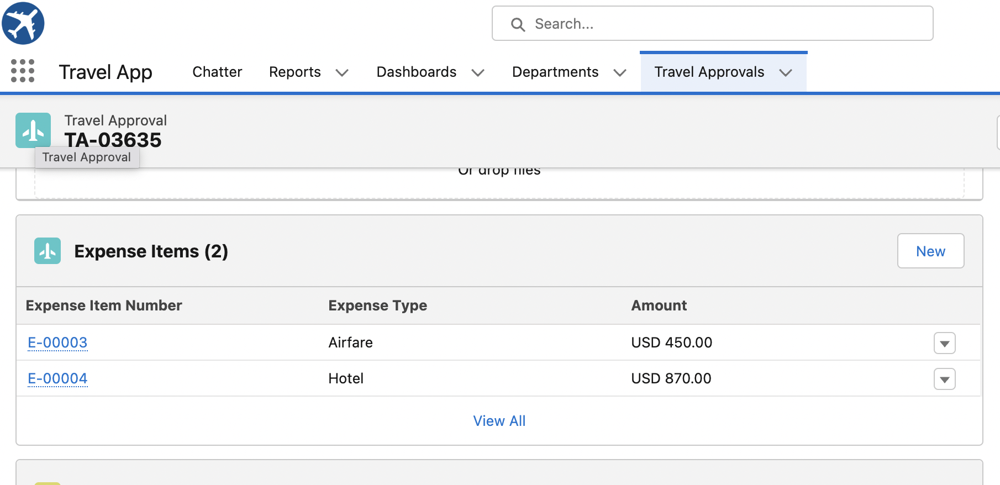 Search...
Travel App Chatter Reports Dashboards Departments Travel Approvals
Travel Approval
TA-03635
Travel Approval
Or drop files
Expense Items (2) New
Expense Item Number Expense Type Amount
E-00003 Airfare USD 450.00
E-00004 Hotel USD 870.00
View All